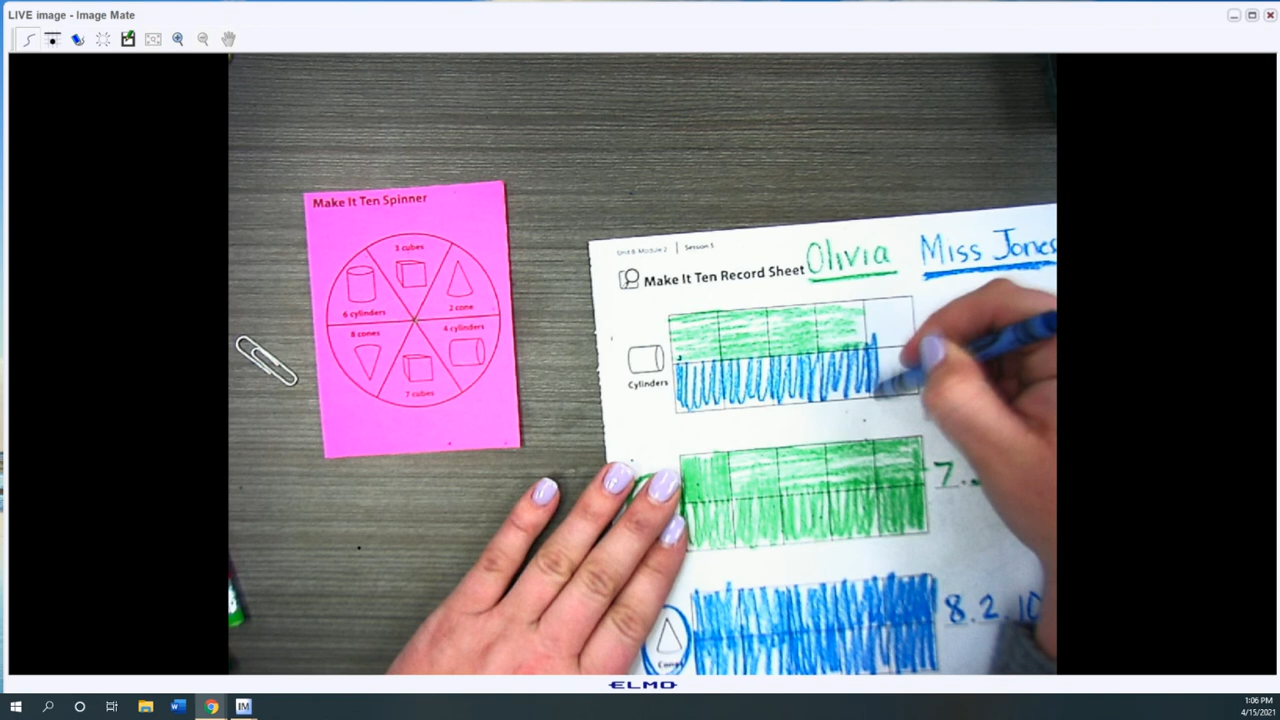 LIVE image - Image Mate
Make It Ten Spinner
3 cubes
6 cylinders
2 cone
8 cones
4 cylinders
7 cubes
Unit 8 Module 2 | Session 5
Olivia Miss Jones
Make It Ten Record Sheet
Cylinders
7
Cones
8. 2. 10
ELMO
W
IM
1:06 PM
4/15/2021